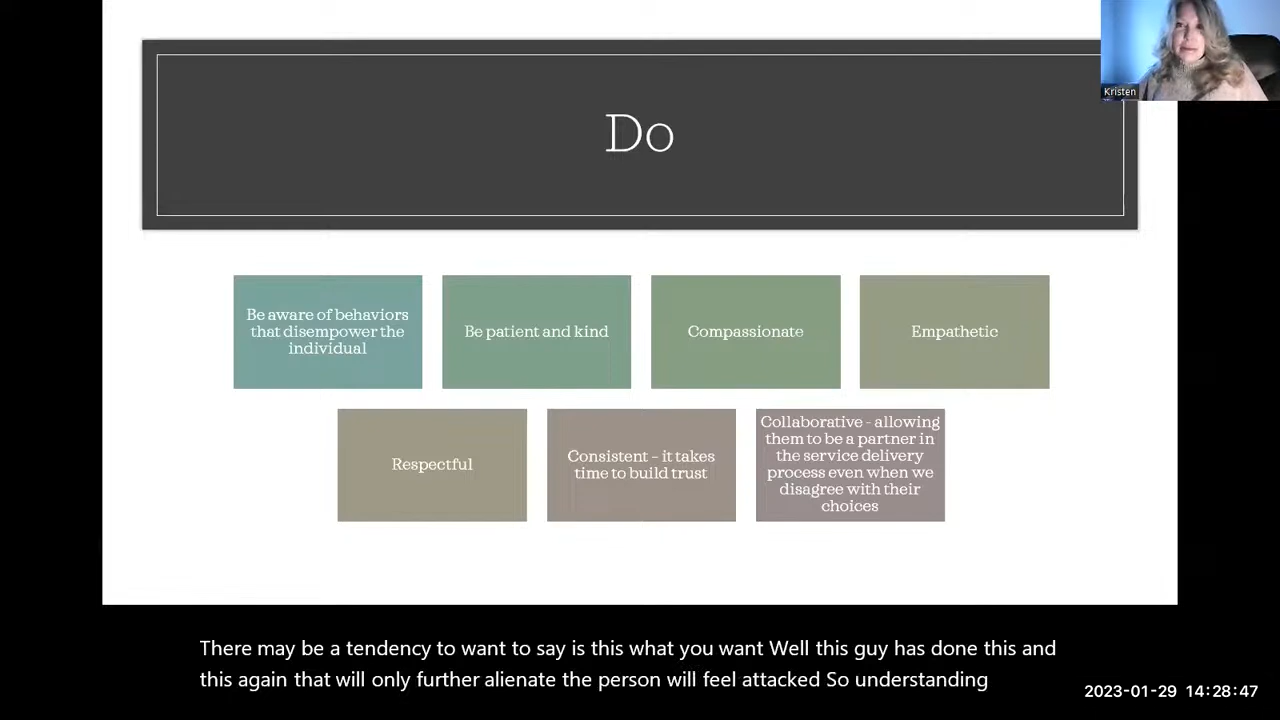 Kristen
Do
Be aware of behaviors
that disempower the
individual
Be patient and kind
Compassionate
Empathetic
Respectful
Consistent – it takes
time to build trust
Collaborative - allowing
them to be a partner in
the service delivery
process even when we
disagree with their
choices
There may be a tendency to want to say is this what you want Well this guy has done this and
this again that will only further alienate the person will feel attacked So understanding
2023-01-29 14:28:47